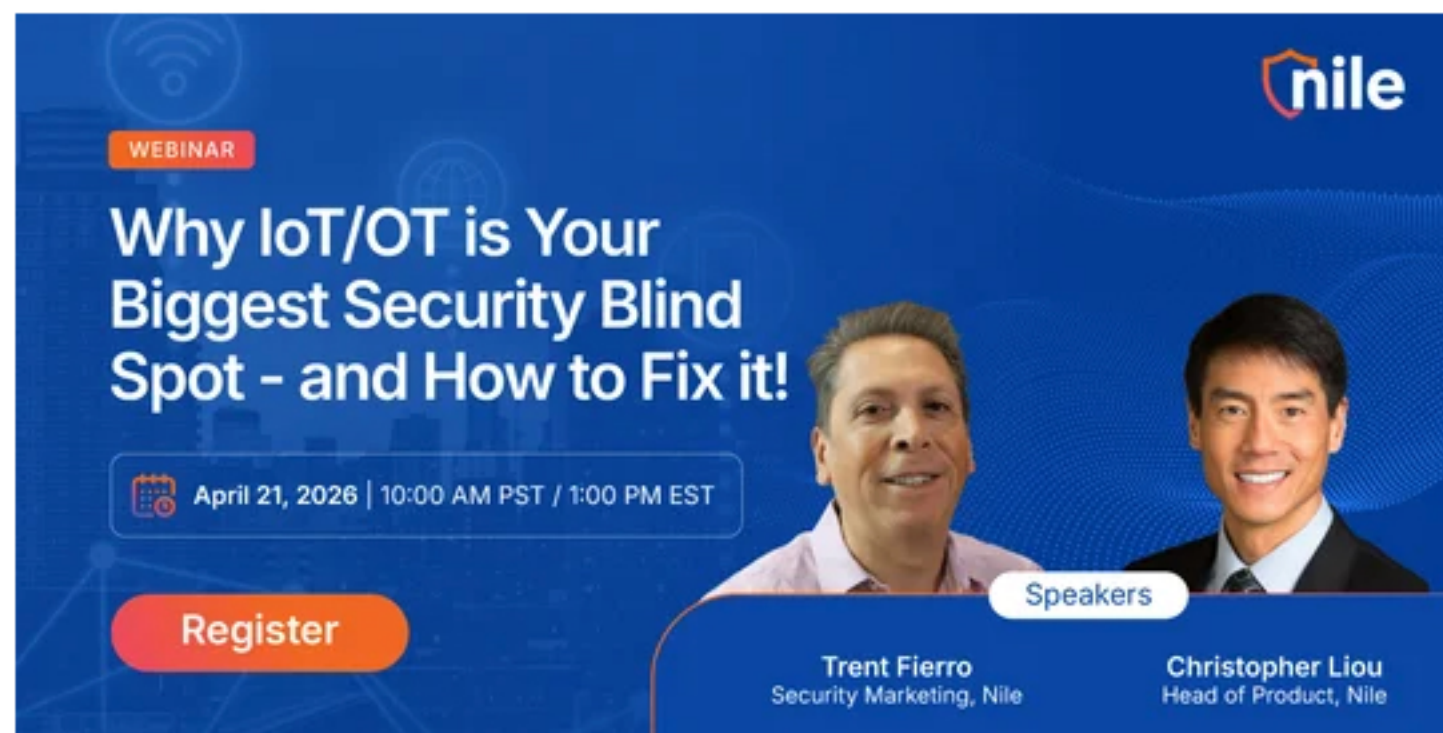 nile
WEBINAR
Why IoT/OT is Your
Biggest Security Blind
Spot - and How to Fix it!
April 21, 2026 | 10:00 AM PST / 1:00 PM EST
Register
Speakers
Trent Fierro
Security Marketing, Nile
Christopher Liou
Head of Product, Nile